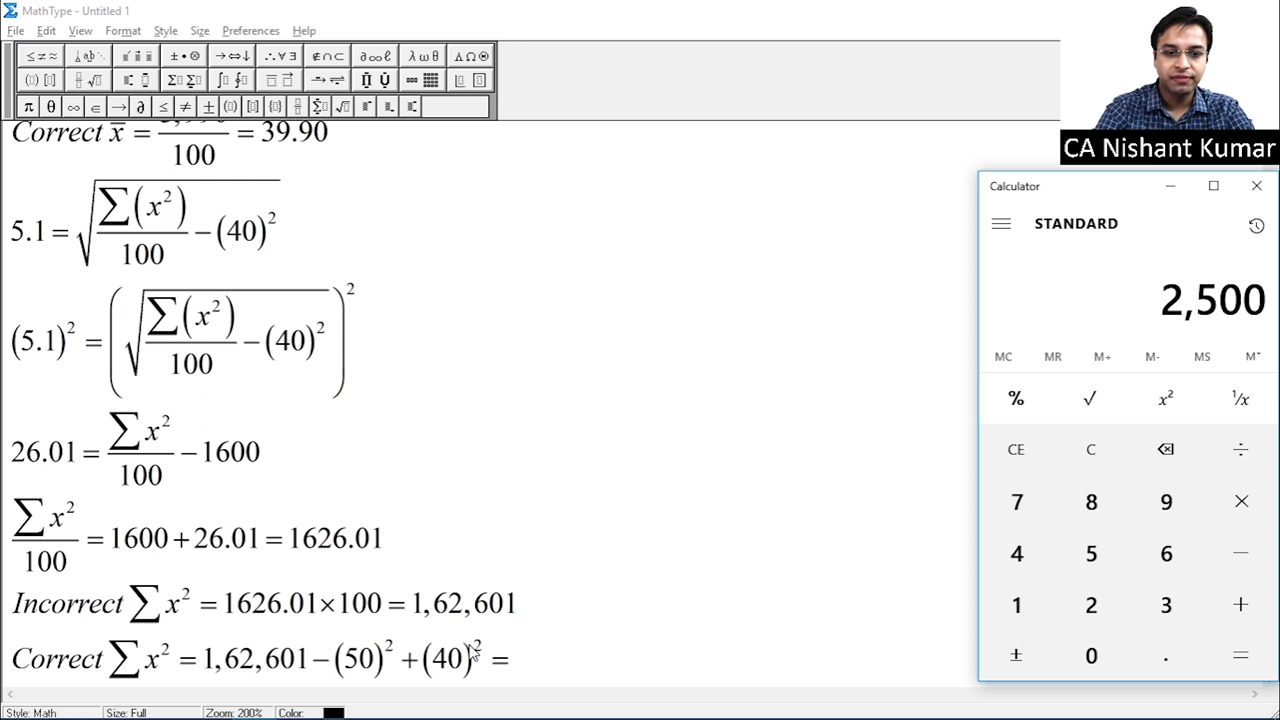 MathType - Untitled 1
File Edit View Format Style Size Preferences Help
Correct x̄ = /100 = 39.90
5.1 = √(∑(x²)/100 − (40)²)
(5.1)² = (√(∑(x²)/100 − (40)²))²
26.01 = ∑x²/100 − 1600
∑x²/100 = 1600 + 26.01 = 1626.01
Incorrect ∑x² = 1626.01×100 = 1,62,601
Correct ∑x² = 1,62,601 − (50)² + (40)² =
Style: Math Size: Full Zoom: 200% Color:
CA Nishant Kumar
Calculator
STANDARD
2,500
MC MR M+ M- MS M˅
% √ x² ¹/x
CE C ÷
7 8 9 ×
4 5 6 −
1 2 3 +
± 0 . =